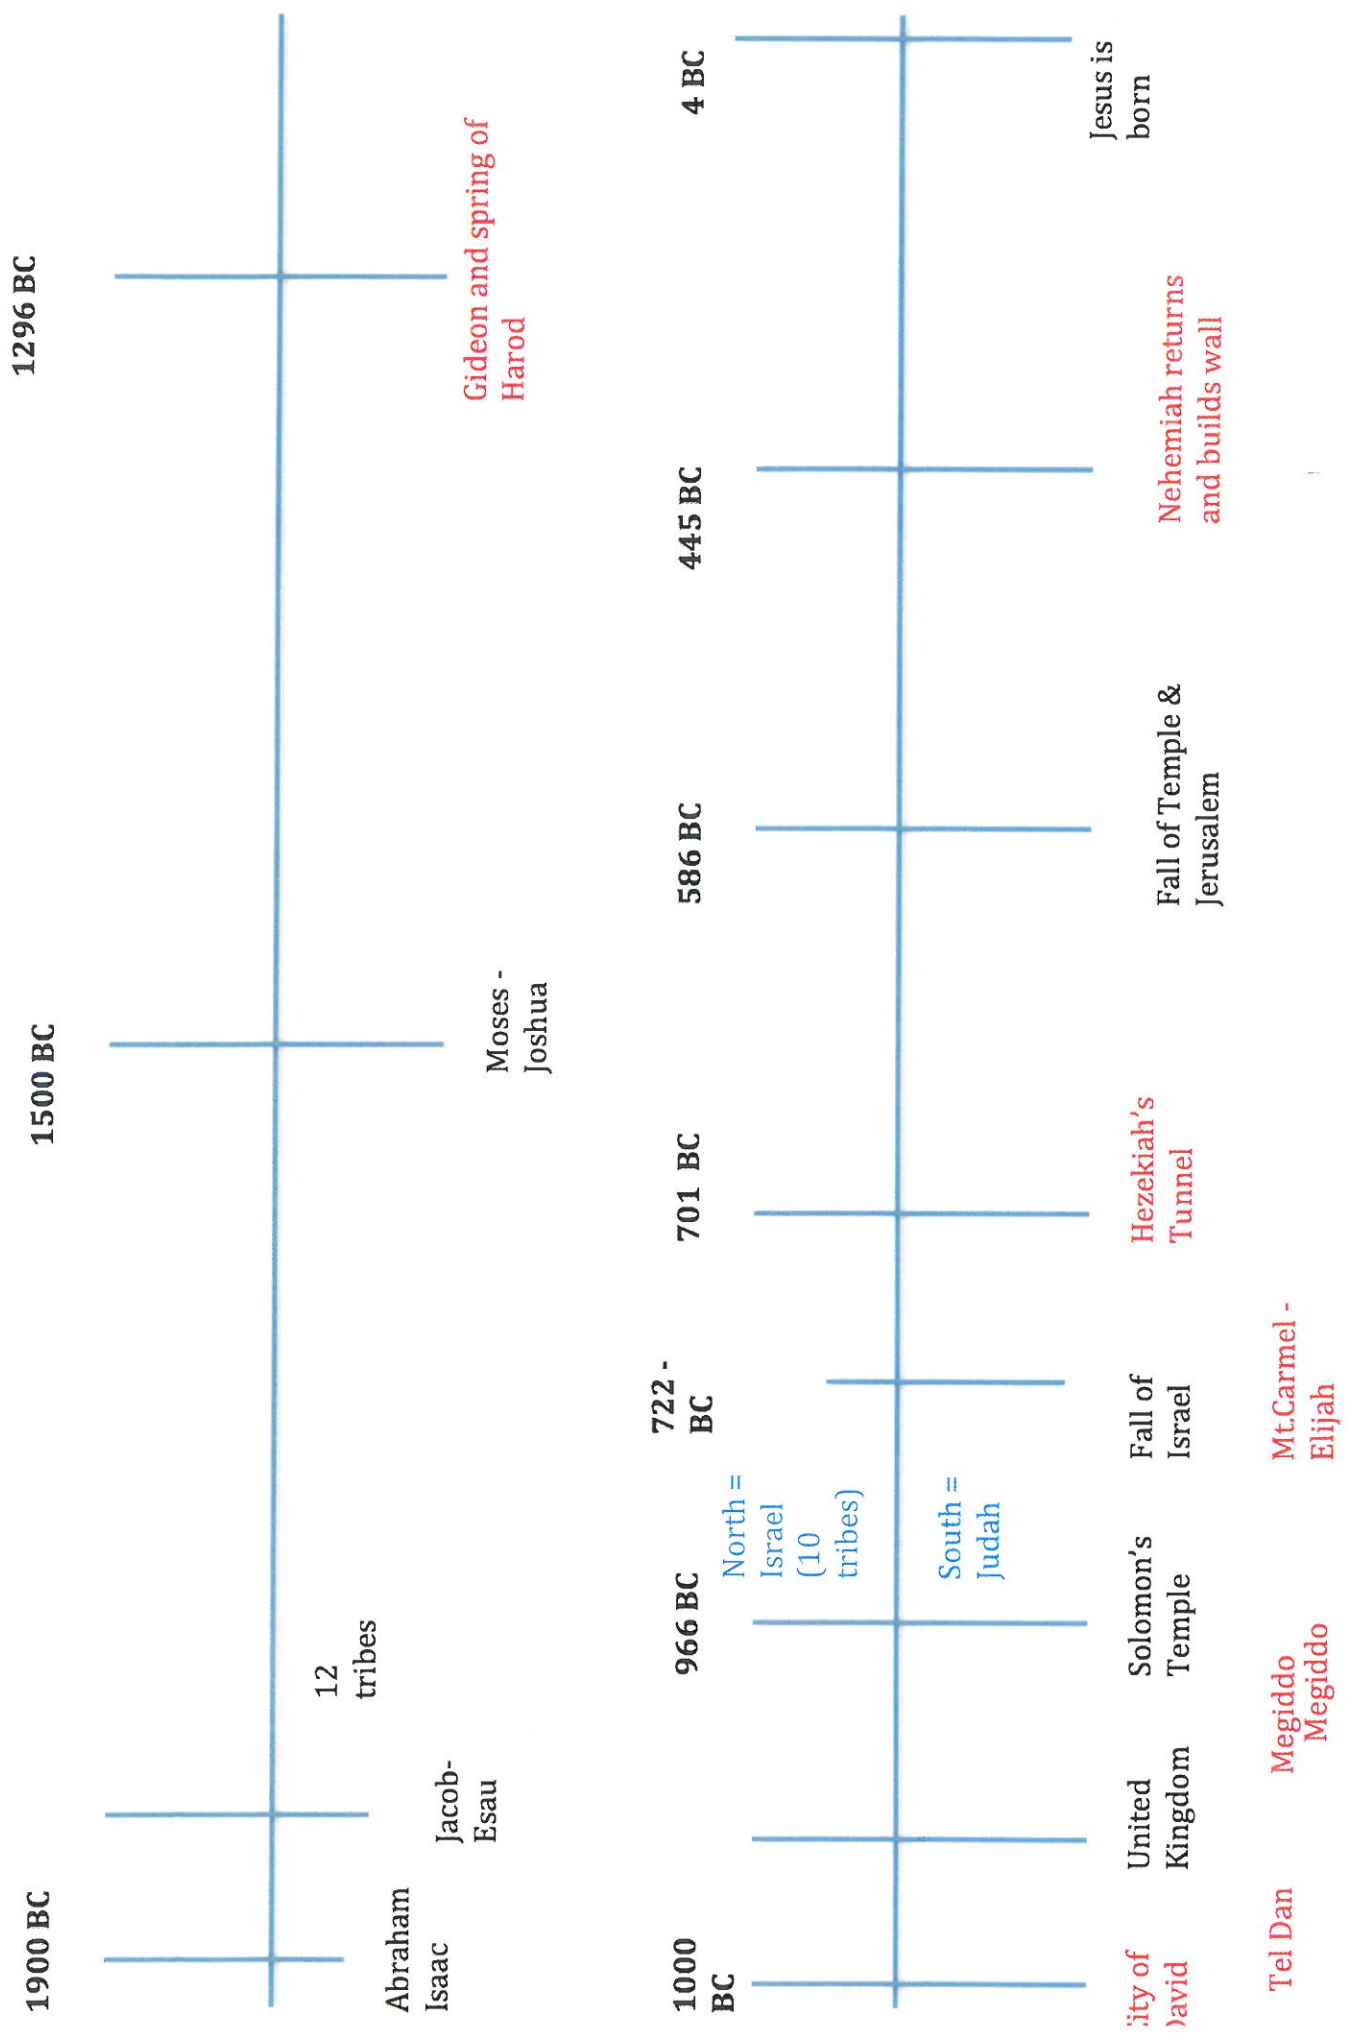 1900 BC
1500 BC
1296 BC
Abraham
Isaac
Jacob-
Esau
12
tribes
Moses -
Joshua
Gideon and spring of
Harod
1000
BC
966 BC
722 -
BC
701 BC
586 BC
445 BC
4 BC
North =
Israel
(10
tribes)
South =
Judah
City of
David
United
Kingdom
Solomon's
Temple
Fall of
Israel
Hezekiah's
Tunnel
Fall of Temple &
Jerusalem
Nehemiah returns
and builds wall
Jesus is
born
Tel Dan
Megiddo
Megiddo
Mt.Carmel -
Elijah